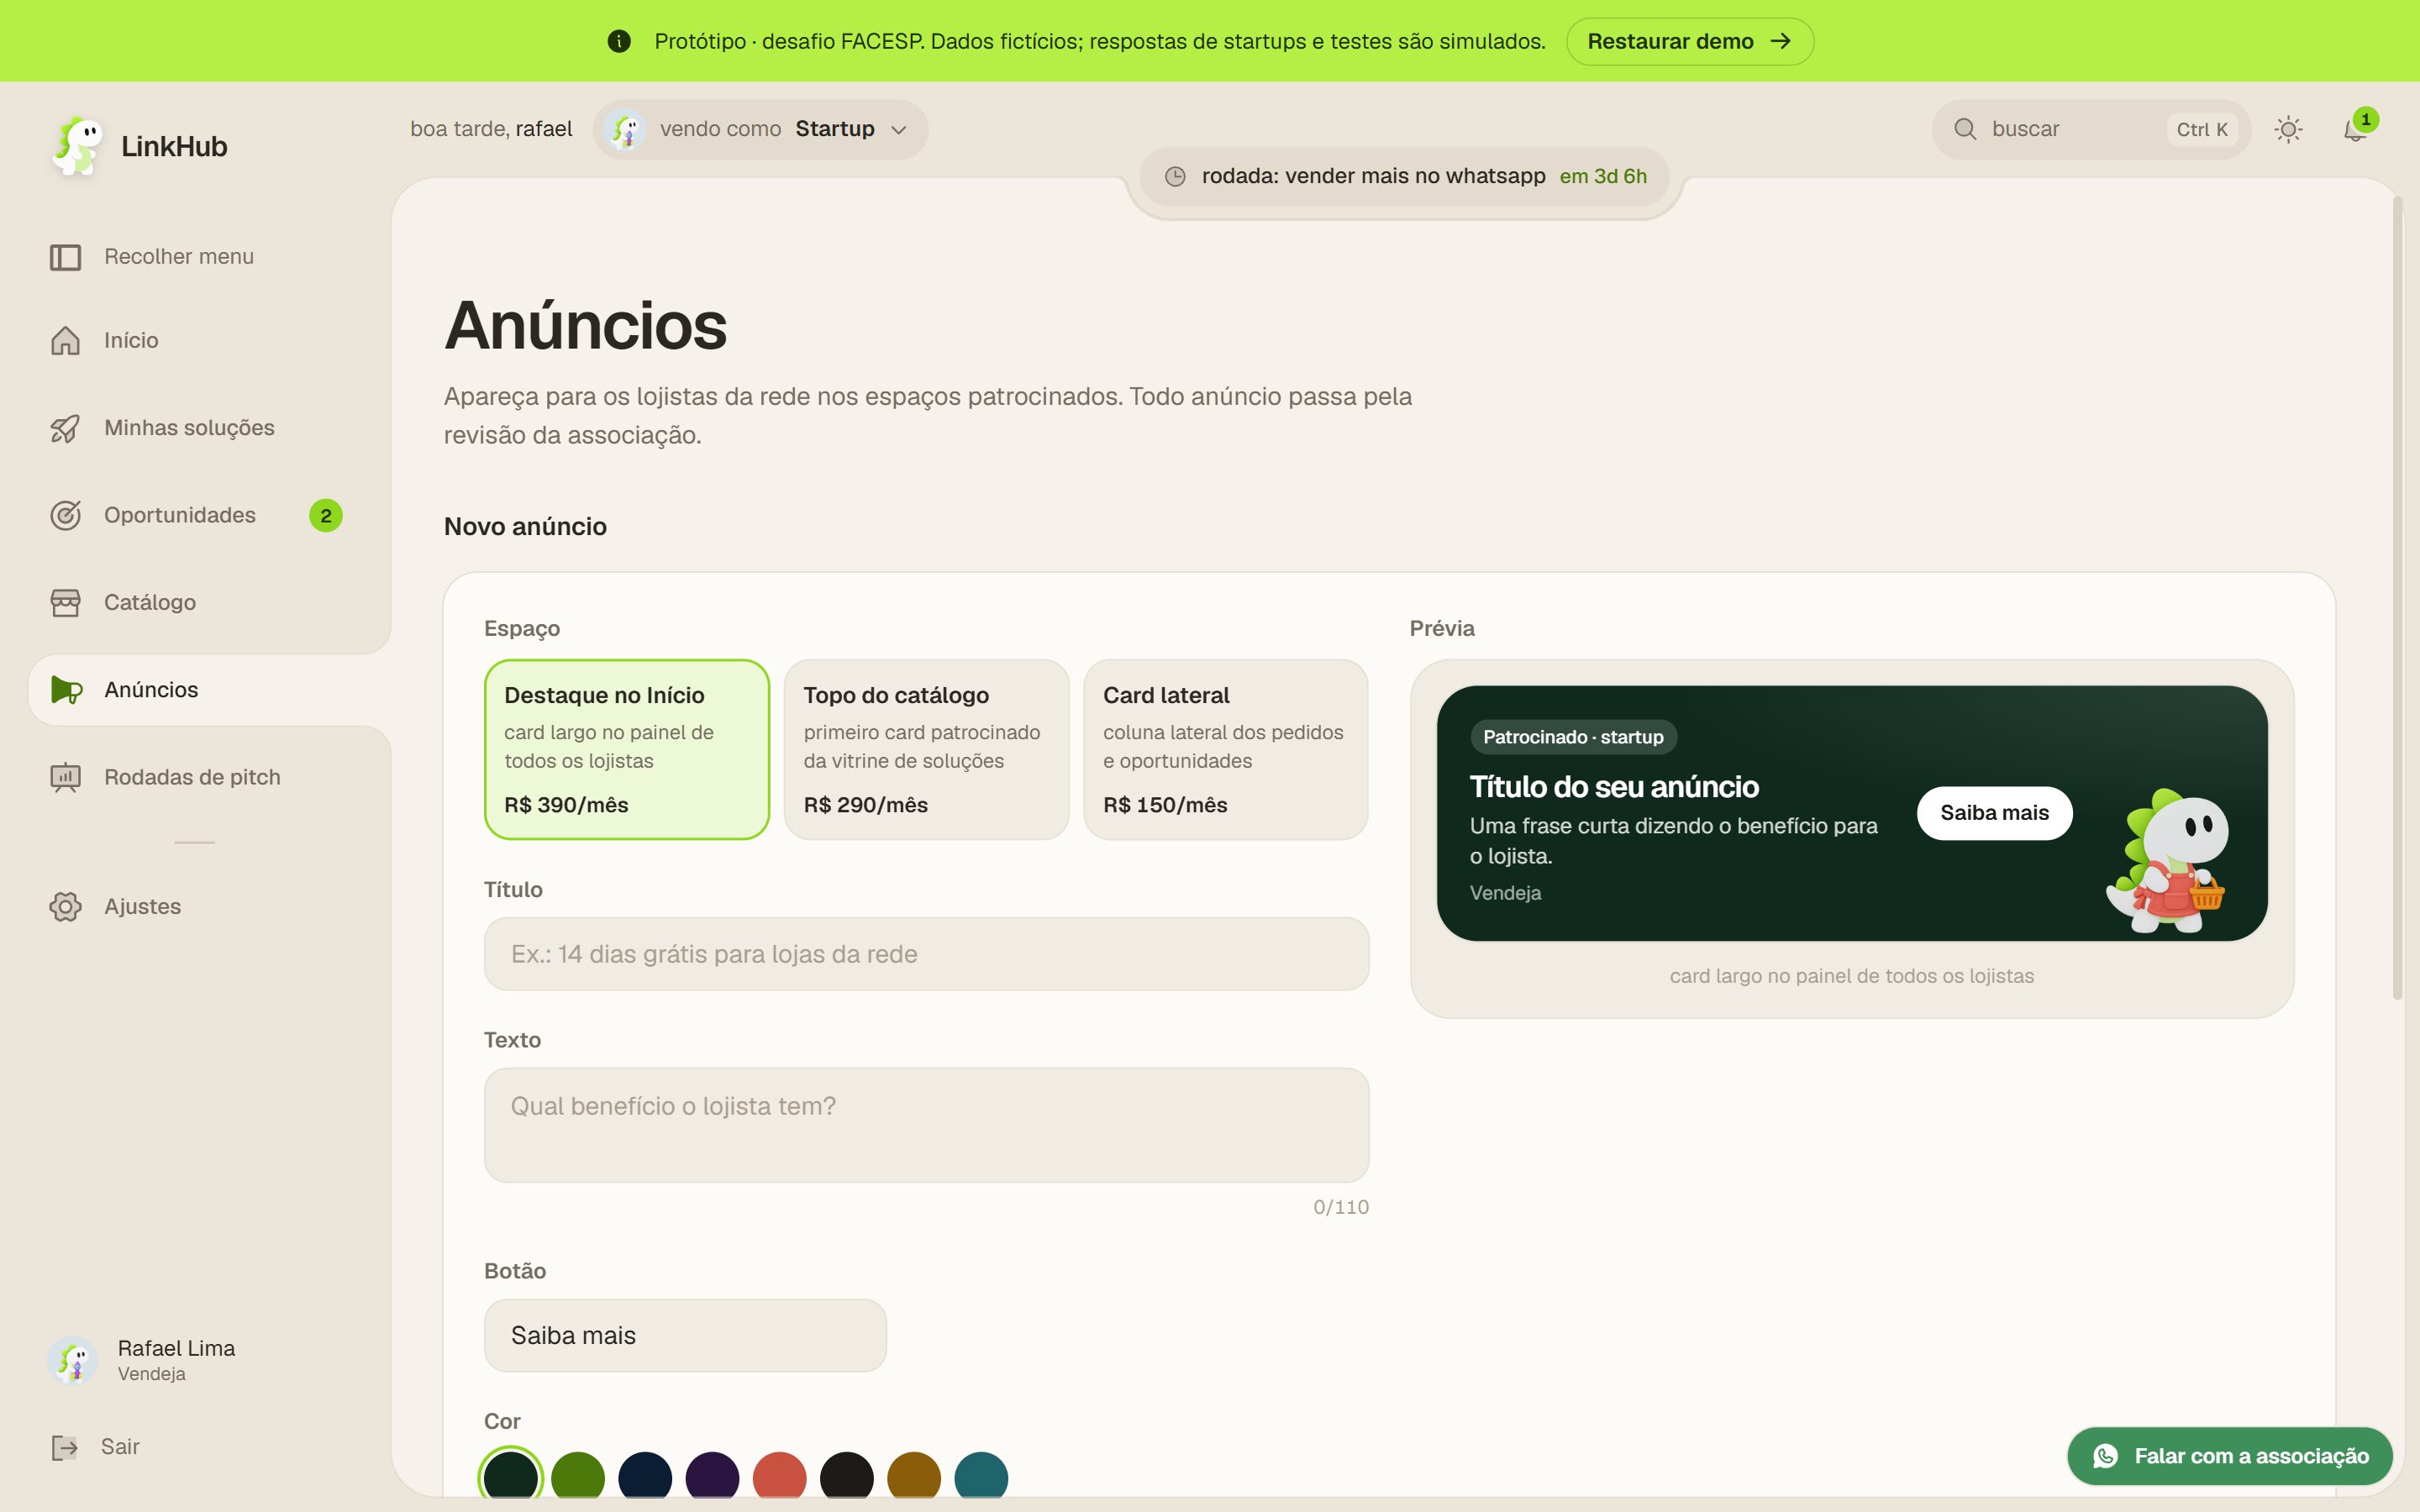 Protótipo · desafio FACESP. Dados fictícios; respostas de startups e testes são simulados.
Restaurar demo
LinkHub
boa tarde, rafael
vendo como Startup
rodada: vender mais no whatsapp em 3d 6h
buscar
Ctrl K
1
Recolher menu
Início
Minhas soluções
Oportunidades
2
Catálogo
Anúncios
Rodadas de pitch
Ajustes
Rafael Lima
Vendeja
Sair
Anúncios
Apareça para os lojistas da rede nos espaços patrocinados. Todo anúncio passa pela
revisão da associação.
Novo anúncio
Espaço
Destaque no Início
card largo no painel de
todos os lojistas
R$ 390/mês
Topo do catálogo
primeiro card patrocinado
da vitrine de soluções
R$ 290/mês
Card lateral
coluna lateral dos pedidos
e oportunidades
R$ 150/mês
Título
Ex.: 14 dias grátis para lojas da rede
Texto
Qual benefício o lojista tem?
0/110
Botão
Saiba mais
Cor
Prévia
Patrocinado · startup
Título do seu anúncio
Uma frase curta dizendo o benefício para
o lojista.
Vendeja
Saiba mais
card largo no painel de todos os lojistas
Falar com a associação